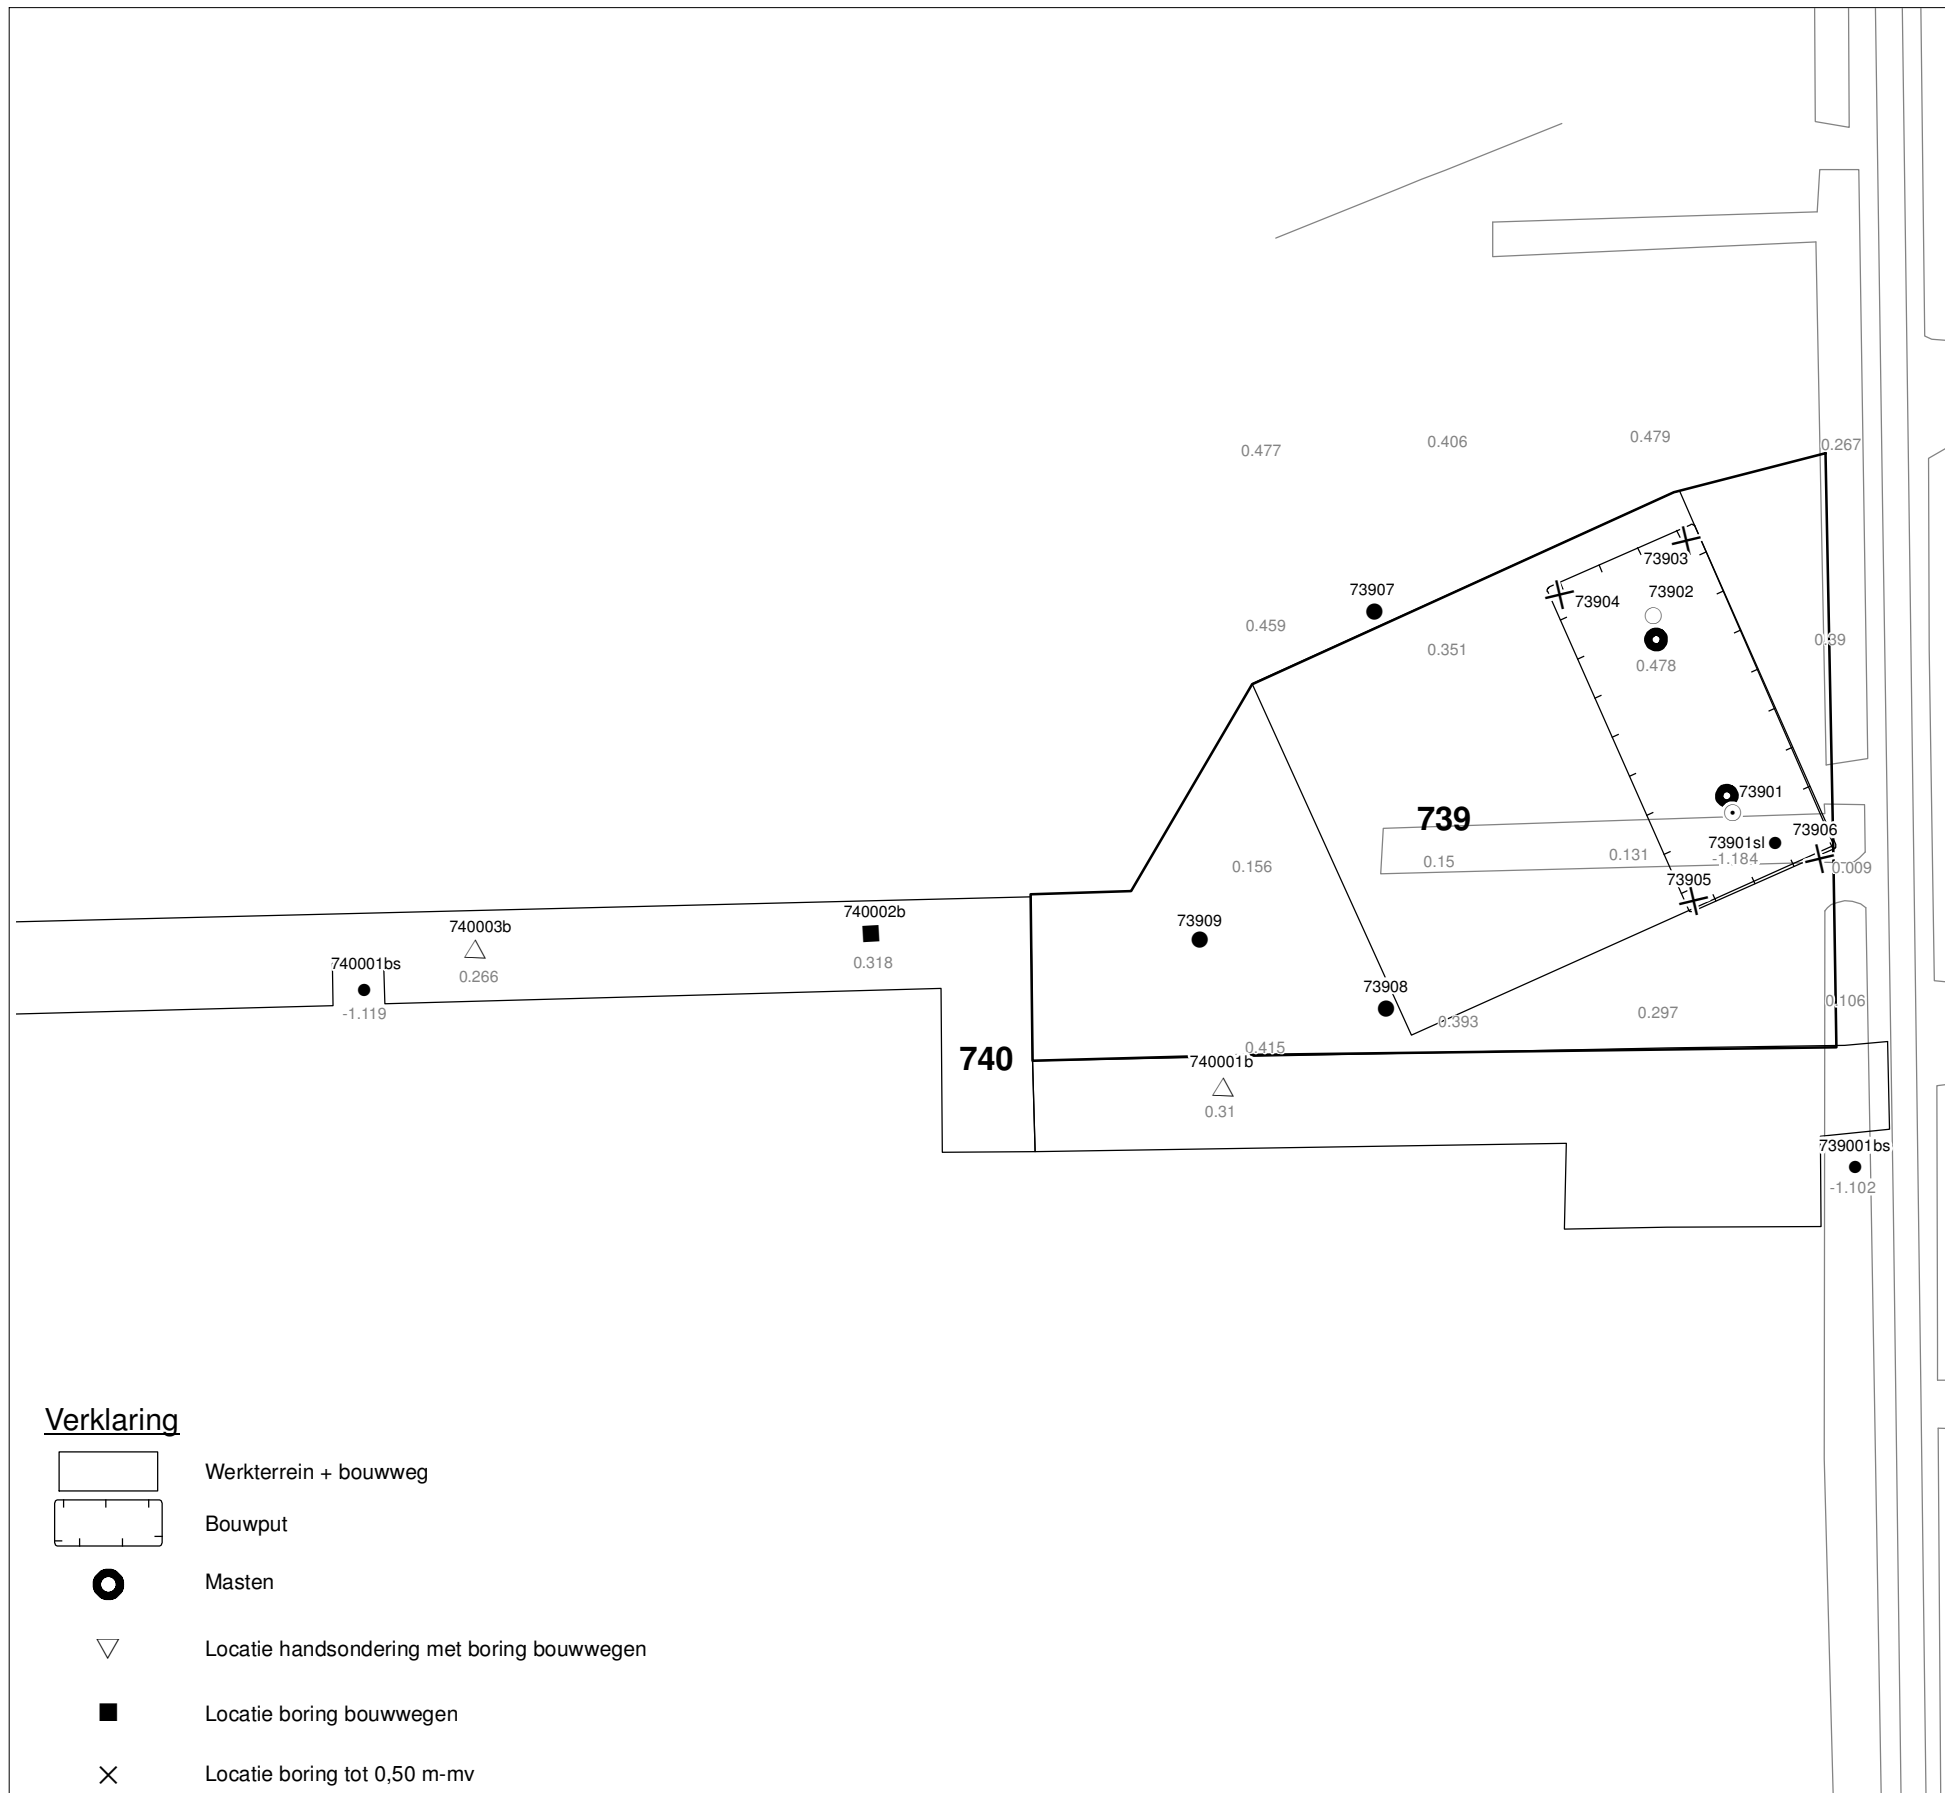 0.477
0.406
0.479
0.267
73903
73907
73904
73902
0.459
0.351
0.478
0.39
73901
739
73906
73901sl
0.156
0.15
0.131
-1.184
0.009
73905
740003b
740002b
73909
740001bs
0.266
0.318
73908
-1.119
0.393
0.297
0.106
740
0.415
740001b
0.31
739001bs
-1.102
Verklaring
Werkterrein + bouwweg
Bouwput
Masten
Locatie handsondering met boring bouwwegen
Locatie boring bouwwegen
Locatie boring tot 0,50 m-mv